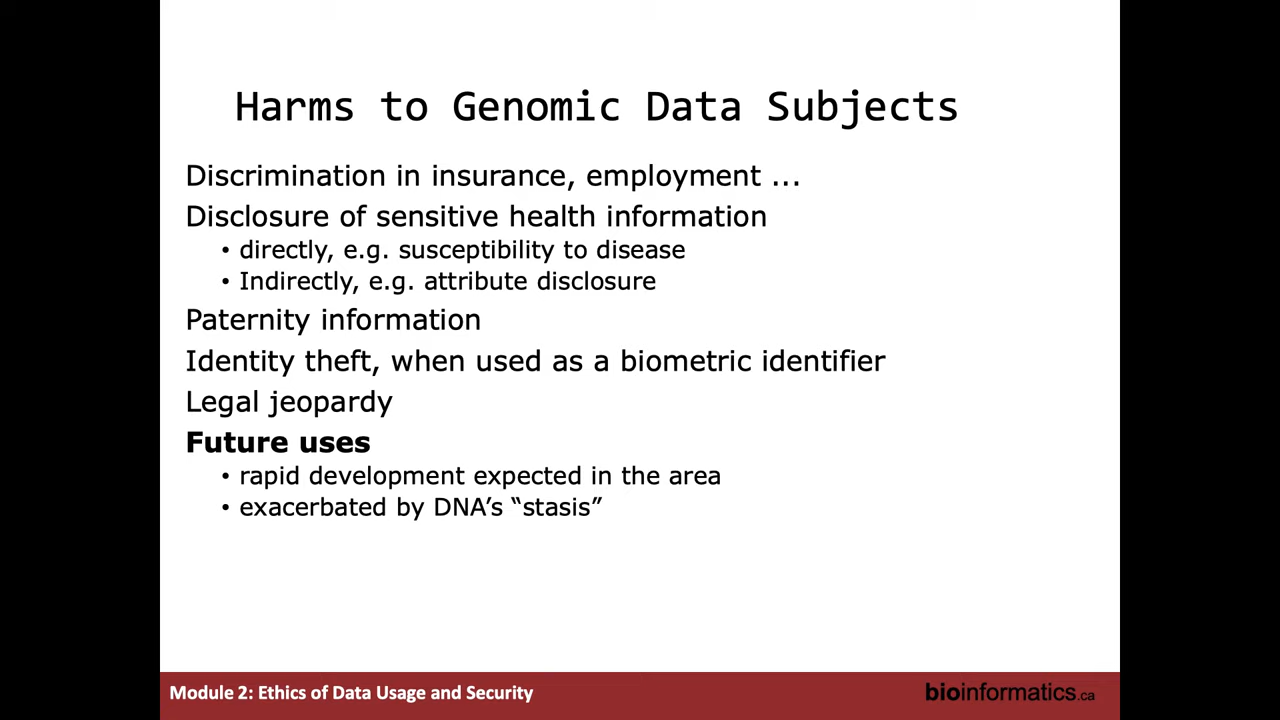 Harms to Genomic Data Subjects
Discrimination in insurance, employment ...
Disclosure of sensitive health information
• directly, e.g. susceptibility to disease
• Indirectly, e.g. attribute disclosure
Paternity information
Identity theft, when used as a biometric identifier
Legal jeopardy
Future uses
• rapid development expected in the area
• exacerbated by DNA’s “stasis”
Module 2: Ethics of Data Usage and Security
bioinformatics.ca